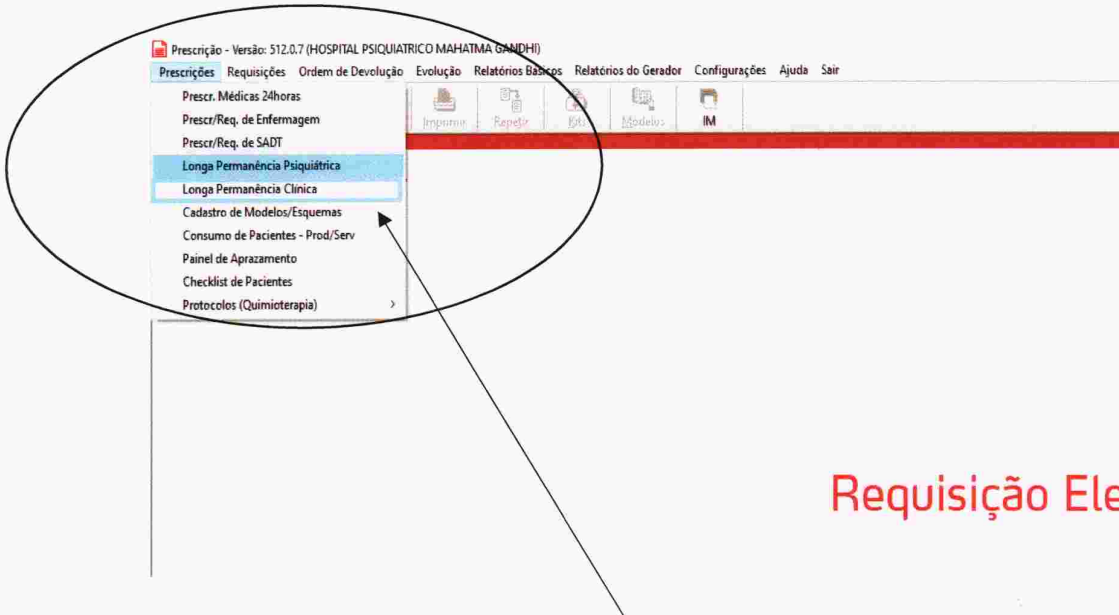 Prescrição - Versão: 512.0.7 (HOSPITAL PSIQUIATRICO MAHATMA GANDHI)
Prescrições Requisições Ordem de Devolução Evolução Relatórios Básicos Relatórios do Gerador Configurações Ajuda Sair
Prescr. Médicas 24horas
Prescr/Req. de Enfermagem
Prescr/Req. de SADT
Longa Permanência Psiquiátrica
Longa Permanência Clínica
Cadastro de Modelos/Esquemas
Consumo de Pacientes - Prod/Serv
Painel de Aprazamento
Checklist de Pacientes
Protocolos (Quimioterapia) >
Imprimir Repetir Kits Modelos IM
Requisição Ele